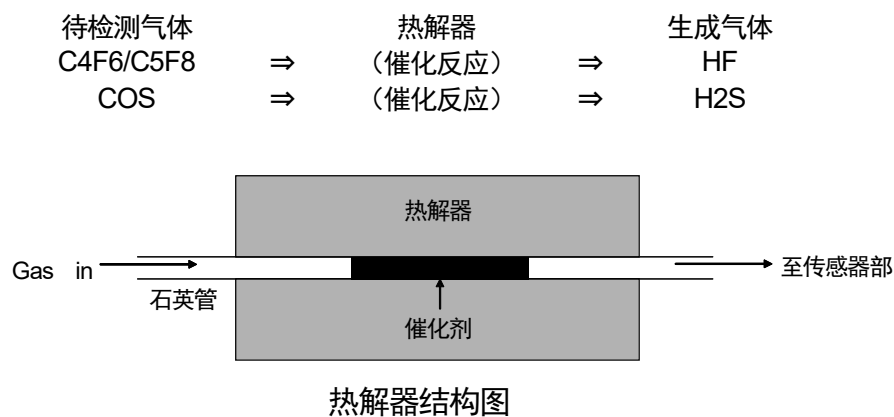 待检测气体 热解器 生成气体
C4F6/C5F8 ⇒ （催化反应） ⇒ HF
COS ⇒ （催化反应） ⇒ H2S
热解器
Gas in 至传感器部
石英管
催化剂
热解器结构图